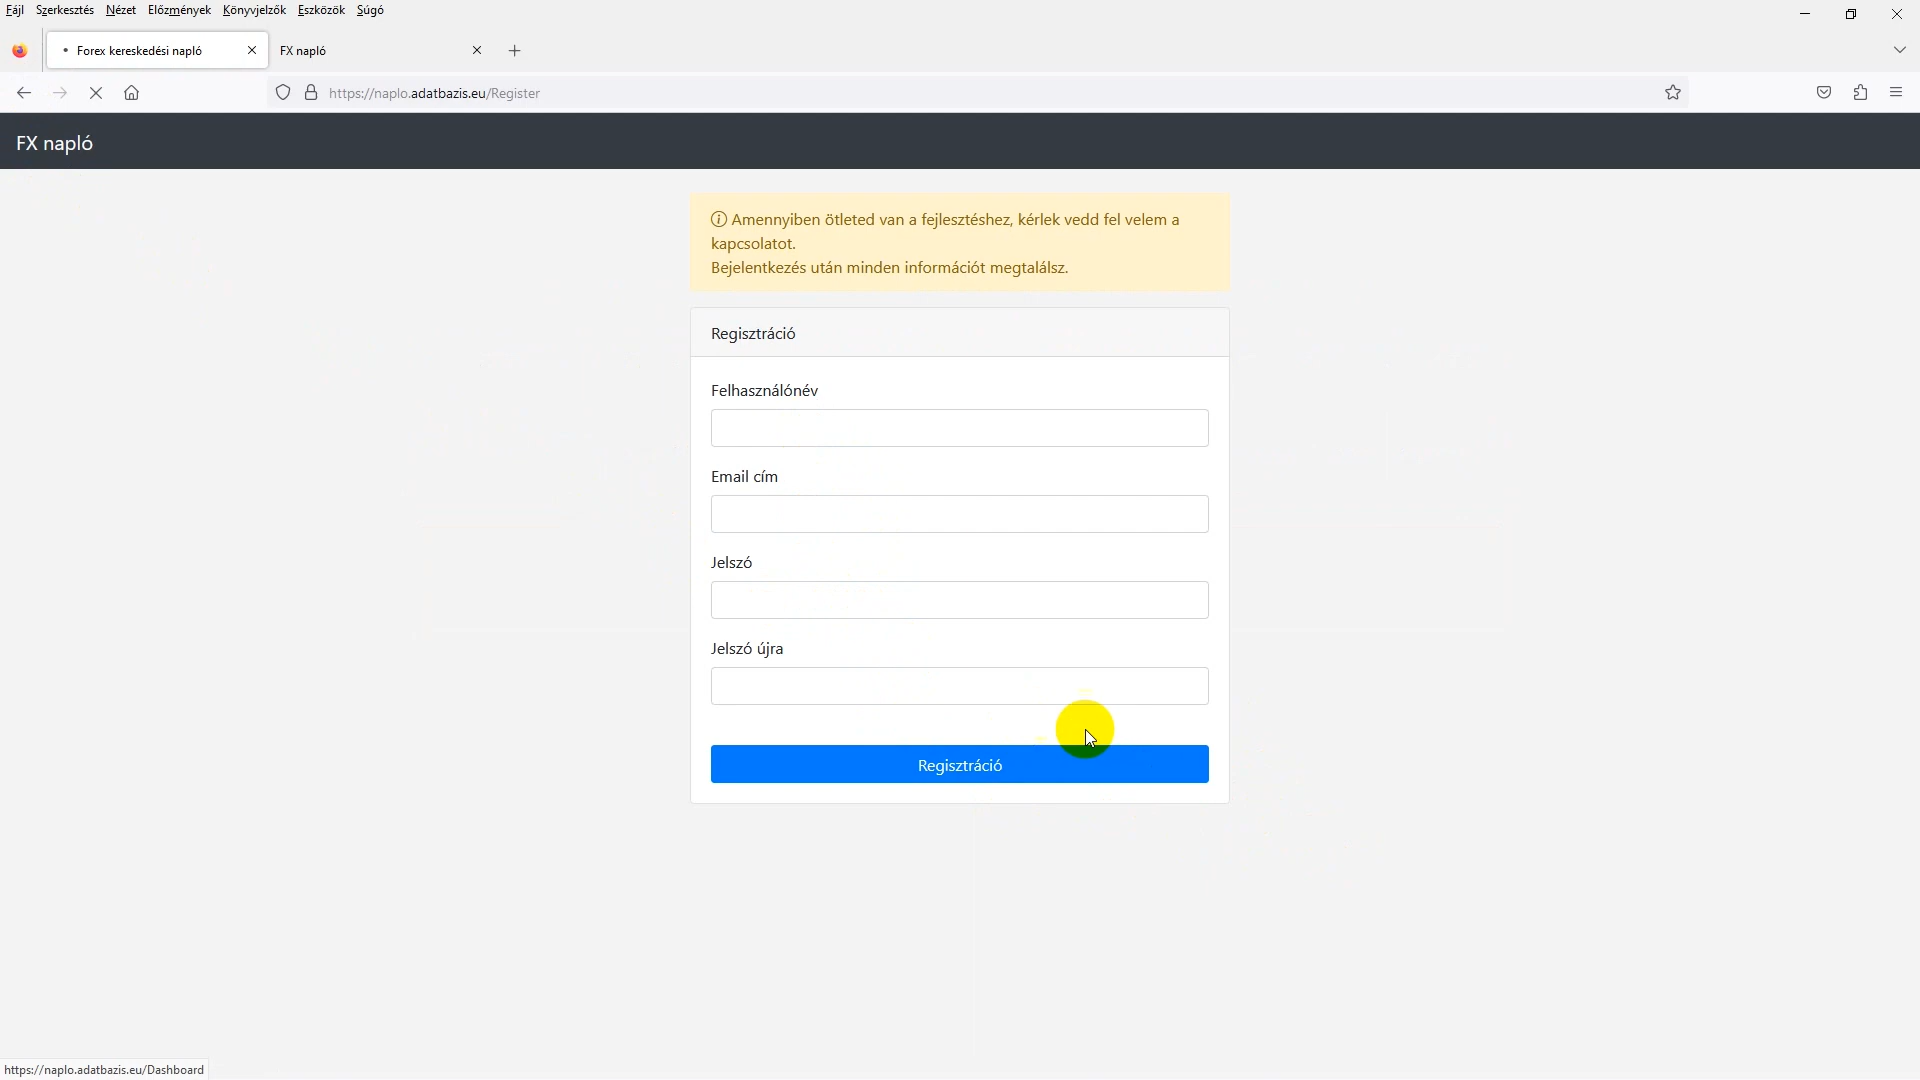 Fájl Szerkesztés Nézet Előzmények Könyvjelzők Eszközök Súgó
Forex kereskedési napló
FX napló
https://naplo.adatbazis.eu/Register
FX napló
Amennyiben ötleted van a fejlesztéshez, kérlek vedd fel velem a
kapcsolatot.
Bejelentkezés után minden információt megtalálsz.
Regisztráció
Felhasználónév
Email cím
Jelszó
Jelszó újra
Regisztráció
https://naplo.adatbazis.eu/Dashboard